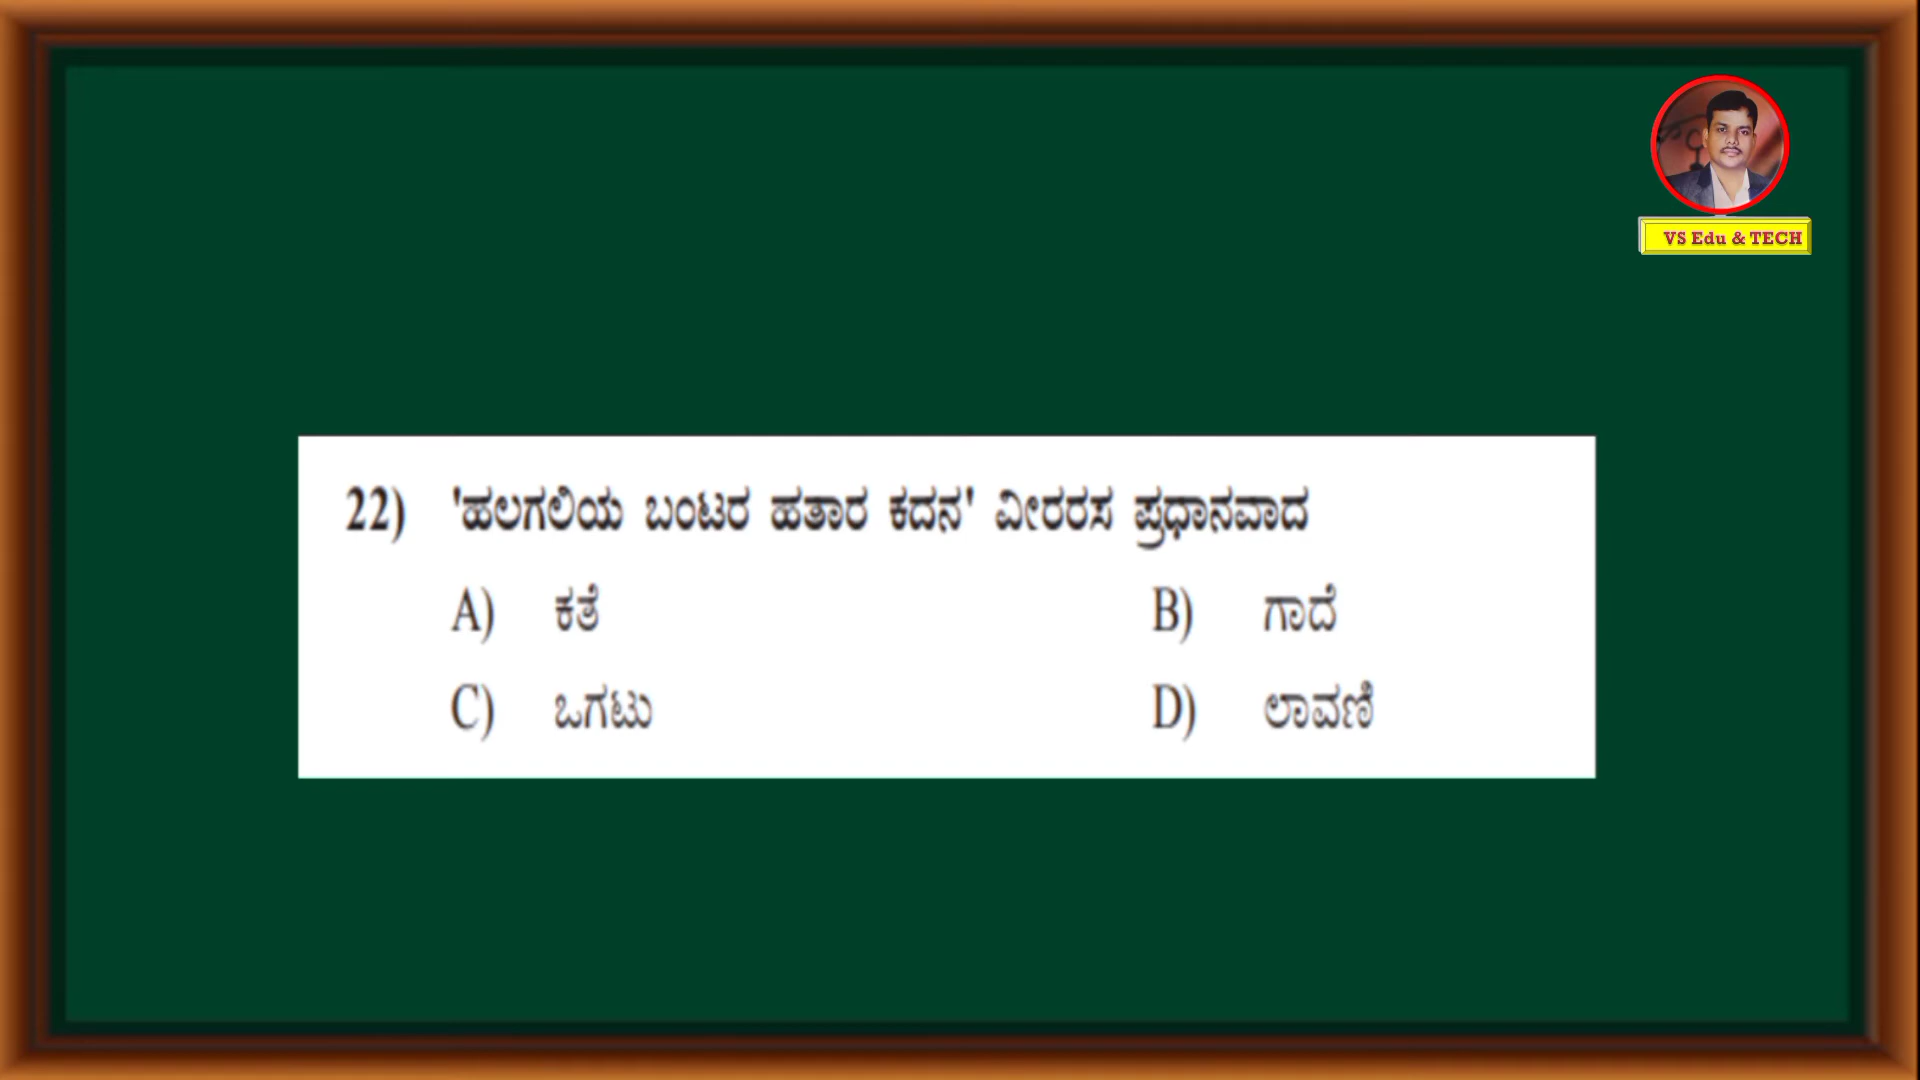 VS Edu & TECH
22) 'ಹಲಗಲಿಯ ಬಂಟರ ಹತಾರ ಕದನ' ವೀರರಸ ಪ್ರಧಾನವಾದ
A) ಕತೆ B) ಗಾದೆ
C) ಒಗಟು D) ಲಾವಣಿ